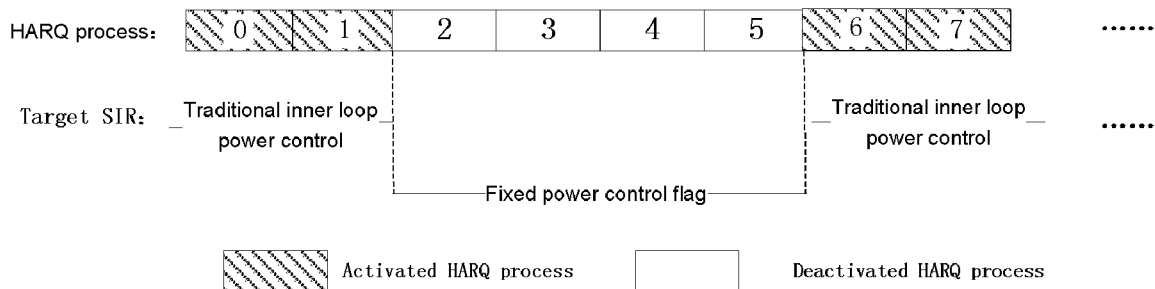 HARQ process: 0 1 2 3 4 5 6 7 ......
Target SIR: Traditional inner loop power control Traditional inner loop power control ......
Fixed power control flag
Activated HARQ process Deactivated HARQ process